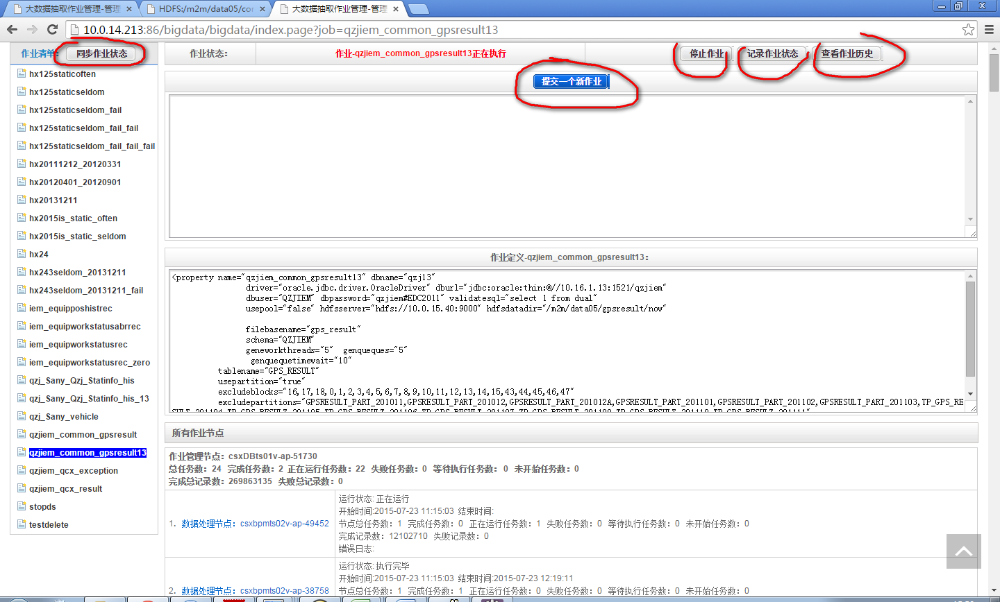 大数据抽取作业管理-管理
HDFS:/m2m/data05/cor
大数据抽取作业管理-管理
10.0.14.213:86/bigdata/bigdata/index.page?job=qzjiem_common_gpsresult13
作业清单:
同步作业状态
作业状态：
作业-qzjiem_common_gpsresult13正在执行
停止作业
记录作业状态
查看作业历史
提交一个新作业
hx125staticoften
hx125staticseldom
hx125staticseldom_fail
hx125staticseldom_fail_fail
hx125staticseldom_fail_fail_fail
hx20111212_20120331
hx20120401_20120901
hx20131211
hx2015is_static_often
hx2015is_static_seldom
hx24
hx243seldom_20131211
hx243seldom_20131211_fail
iem_equipposhistrec
iem_equipworkstatusabrrec
iem_equipworkstatusrec
iem_equipworkstatusrec_zero
qzj_Sany_Qzj_Statinfo_his
qzj_Sany_Qzj_Statinfo_his_13
qzj_Sany_vehicle
qzjiem_common_gpsresult
qzjiem_common_gpsresult13
qzjiem_qcx_exception
qzjiem_qcx_result
stopds
testdelete
作业定义-qzjiem_common_gpsresult13：
<property name="qzjiem_common_gpsresult13" dbname="qzj13"
driver="oracle.jdbc.driver.OracleDriver" dburl="jdbc:oracle:thin:@//10.16.1.13:1521/qzjiem"
dbuser="QZJIEM" dbpassword="qzjiem#EDC2011" validatesql="select 1 from dual"
usepool="false" hdfsserver="hdfs://10.0.15.40:9000" hdfsdatadir="/m2m/data05/gpsresult/now"
filebasename="gps_result"
schema="QZJIEM"
geneworkthreads="5" genqueques="5"
genquequetimewait="10"
tablename="GPS_RESULT"
usepartition="true"
excludeblocks="16,17,18,0,1,2,3,4,5,6,7,8,9,10,11,12,13,14,15,43,44,45,46,47"
excludepartitions="GPSRESULT_PART_201011,GPSRESULT_PART_201012,GPSRESULT_PART_201012A,GPSRESULT_PART_201101,GPSRESULT_PART_201102,GPSRESULT_PART_201103,TP_GPS_RE
SULT_201104,TP_GPS_RESULT_201105,TP_GPS_RESULT_201106,TP_GPS_RESULT_201107,TP_GPS_RESULT_201108,TP_GPS_RESULT_201109,TP_GPS_RESULT_201110,TP_GPS_RESULT_201111"
所有作业节点
作业管理节点：csxDBts01v-ap-51730
总任务数：24 完成任务数：2 正在运行任务数：22 失败任务数：0 等待执行任务数：0 未开始任务数：0
完成总记录数：269863135 失败总记录数：0
1. 数据处理节点：csxbpmts02v-ap-49452
运行状态:正在运行
开始时间:2015-07-23 11:15:03 结束时间:
节点总任务数：1 完成任务数：0 正在运行任务数：1 失败任务数：0 等待执行任务数：0 未开始任务数：0
完成记录数：12102710 失败记录数：0
错误日志:
2. 数据处理节点：csxbpmts02v-ap-38758
运行状态:执行完毕
开始时间:2015-07-23 11:15:03 结束时间:2015-07-23 12:19:11
节点总任务数：1 完成任务数：1 正在运行任务数：0 失败任务数：0 等待执行任务数：0 未开始任务数：0